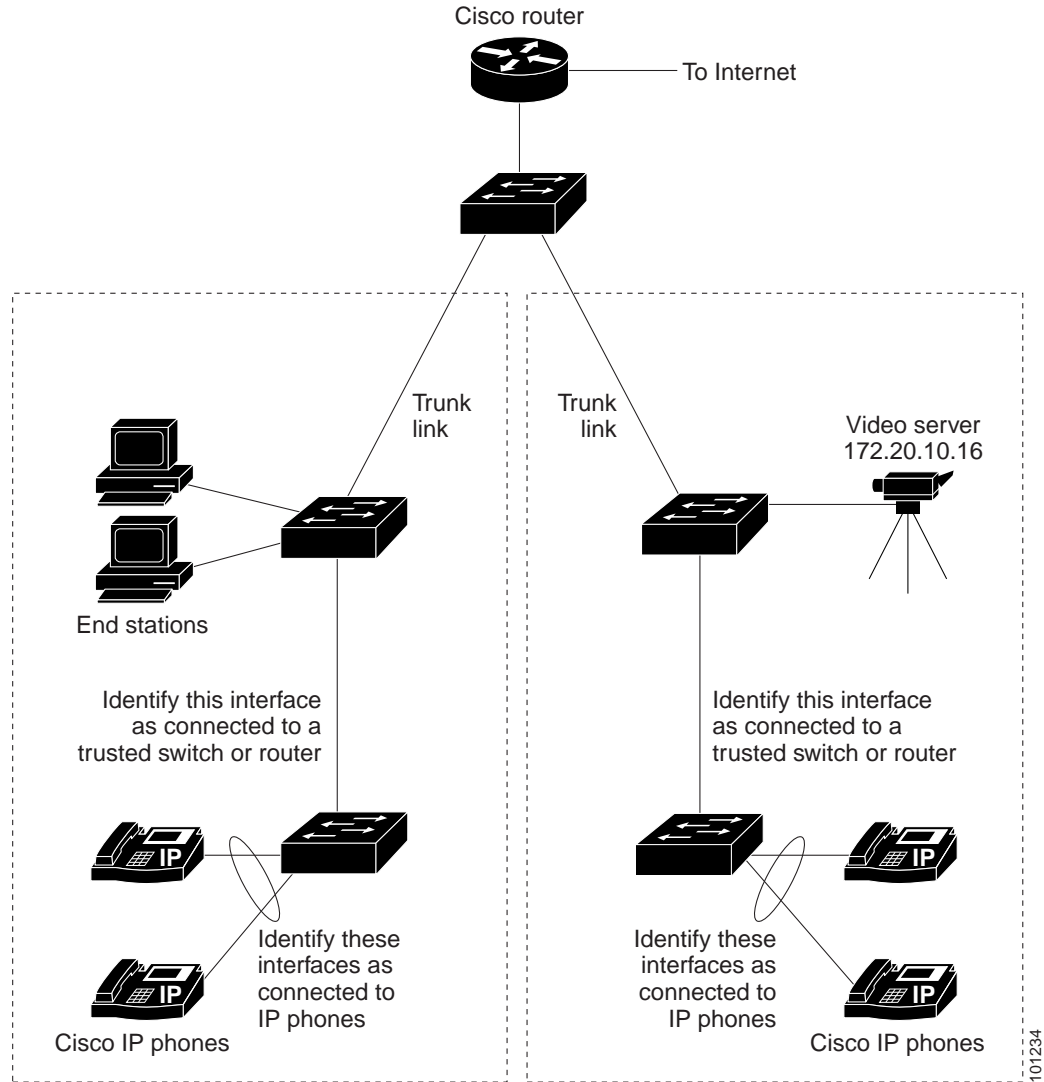 Cisco router
To Internet
Trunk
link
Trunk
link
Video server
172.20.10.16
End stations
Identify this interface
as connected to a
trusted switch or router
Identify this interface
as connected to a
trusted switch or router
IP
IP
Identify these
interfaces as
connected to
IP phones
IP
Cisco IP phones
IP
Identify these
interfaces as
connected to
IP phones
IP
Cisco IP phones
101234